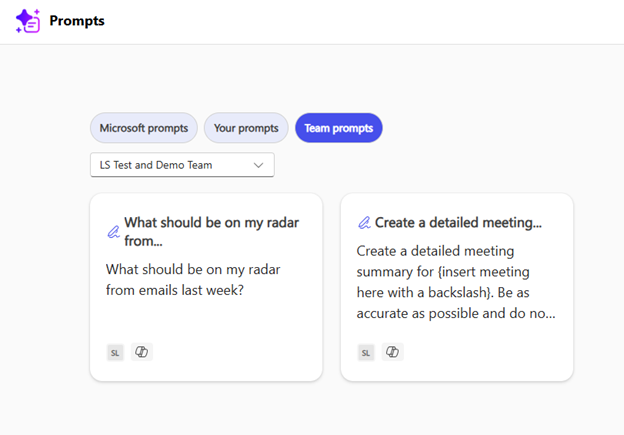 Prompts
Microsoft prompts
Your prompts
Team prompts
LS Test and Demo Team
What should be on my radar
from...
What should be on my radar
from emails last week?
SL
Create a detailed meeting...
Create a detailed meeting
summary for {insert meeting
here with a backslash}. Be as
accurate as possible and do no...
SL